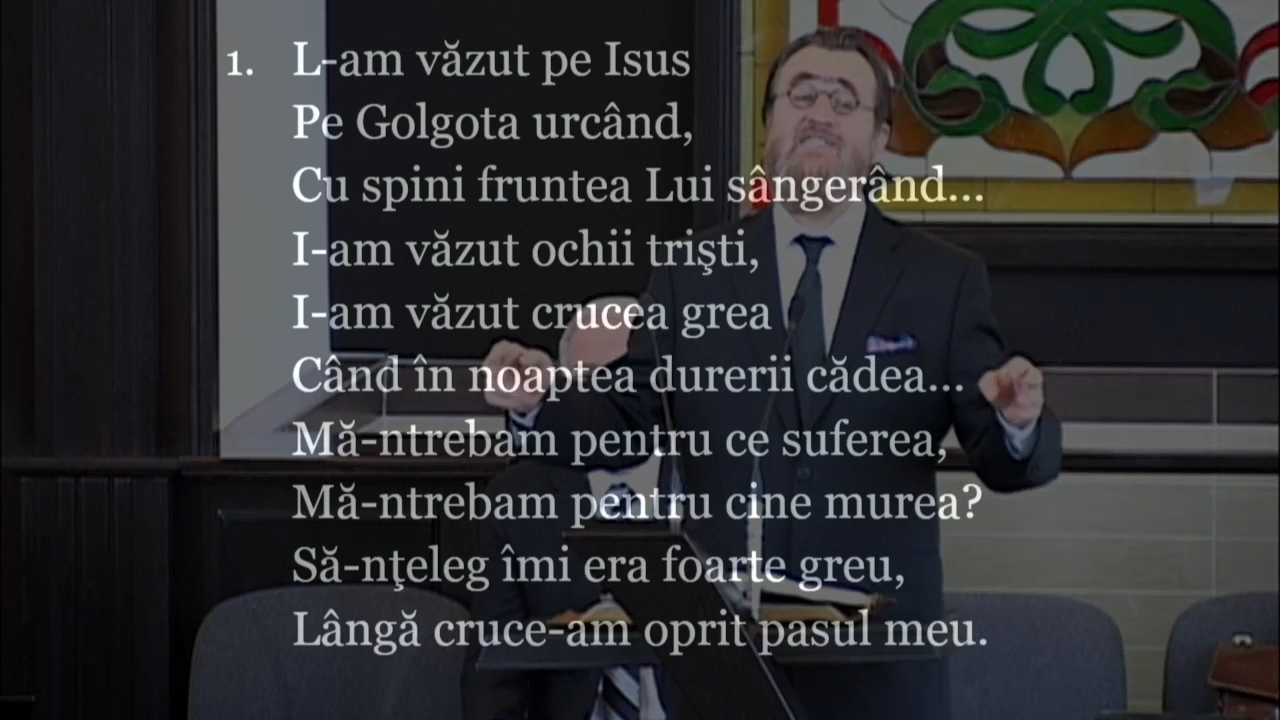 1. L-am văzut pe Isus
Pe Golgota urcând,
Cu spini fruntea Lui sângerând...
I-am văzut ochii trişti,
I-am văzut crucea grea
Când în noaptea durerii cădea...
Mă-ntrebam pentru ce suferea,
Mă-ntrebam pentru cine murea?
Să-nţeleg îmi era foarte greu,
Lângă cruce-am oprit pasul meu.